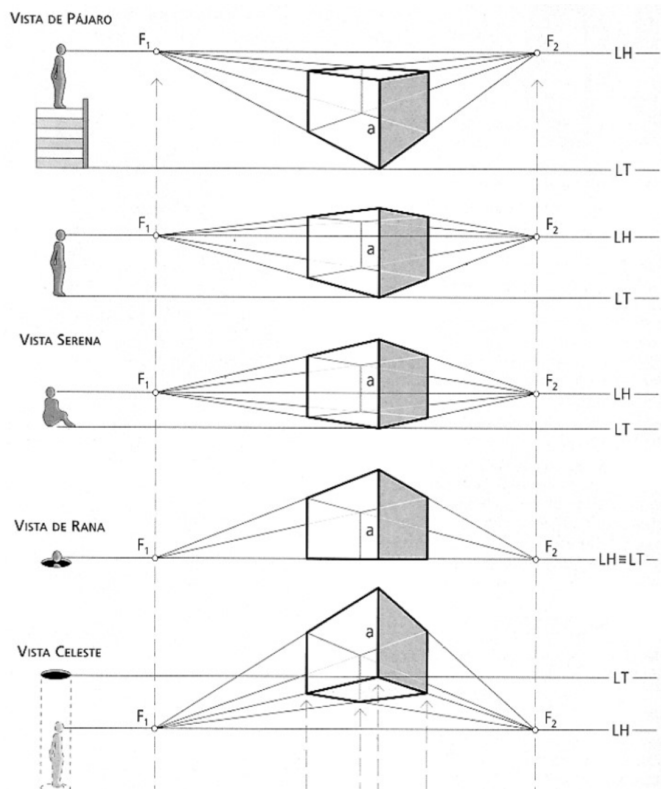 VISTA DE PÁJARO
F₁
F₂
LH
a
LT
F₁
F₂
LH
a
LT
VISTA SERENA
F₁
F₂
LH
a
LT
VISTA DE RANA
F₁
F₂
a
LH≡LT
VISTA CELESTE
a
LT
F₁
F₂
LH